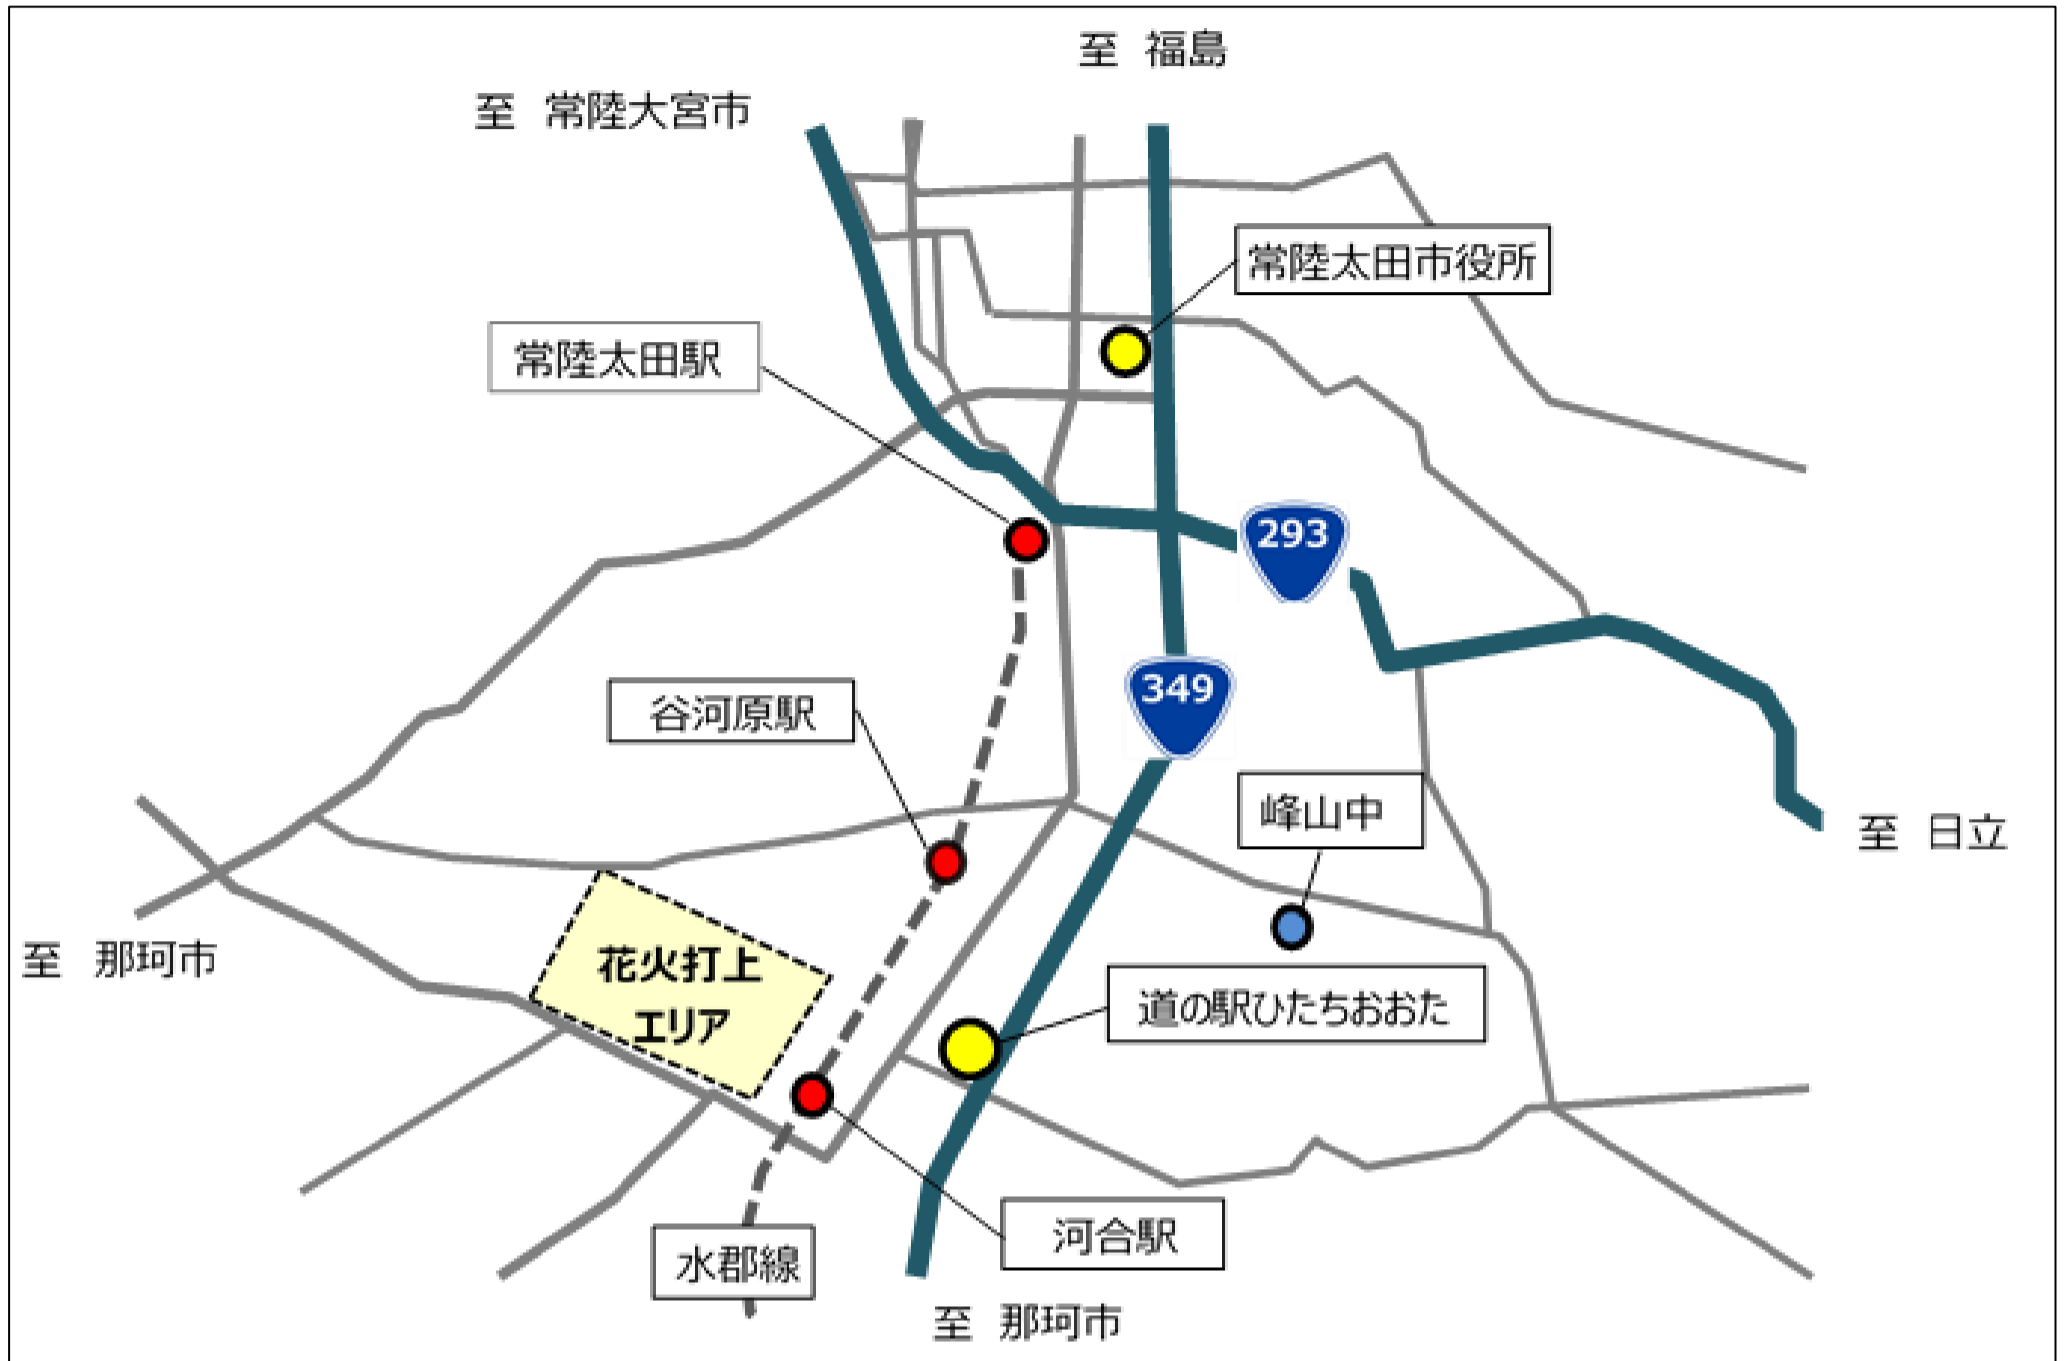 至 福島
至 常陸大宮市
常陸太田市役所
常陸太田駅
293
谷河原駅
349
峰山中
至 日立
至 那珂市
花火打上
エリア
道の駅ひたちおおた
河合駅
水郡線
至 那珂市